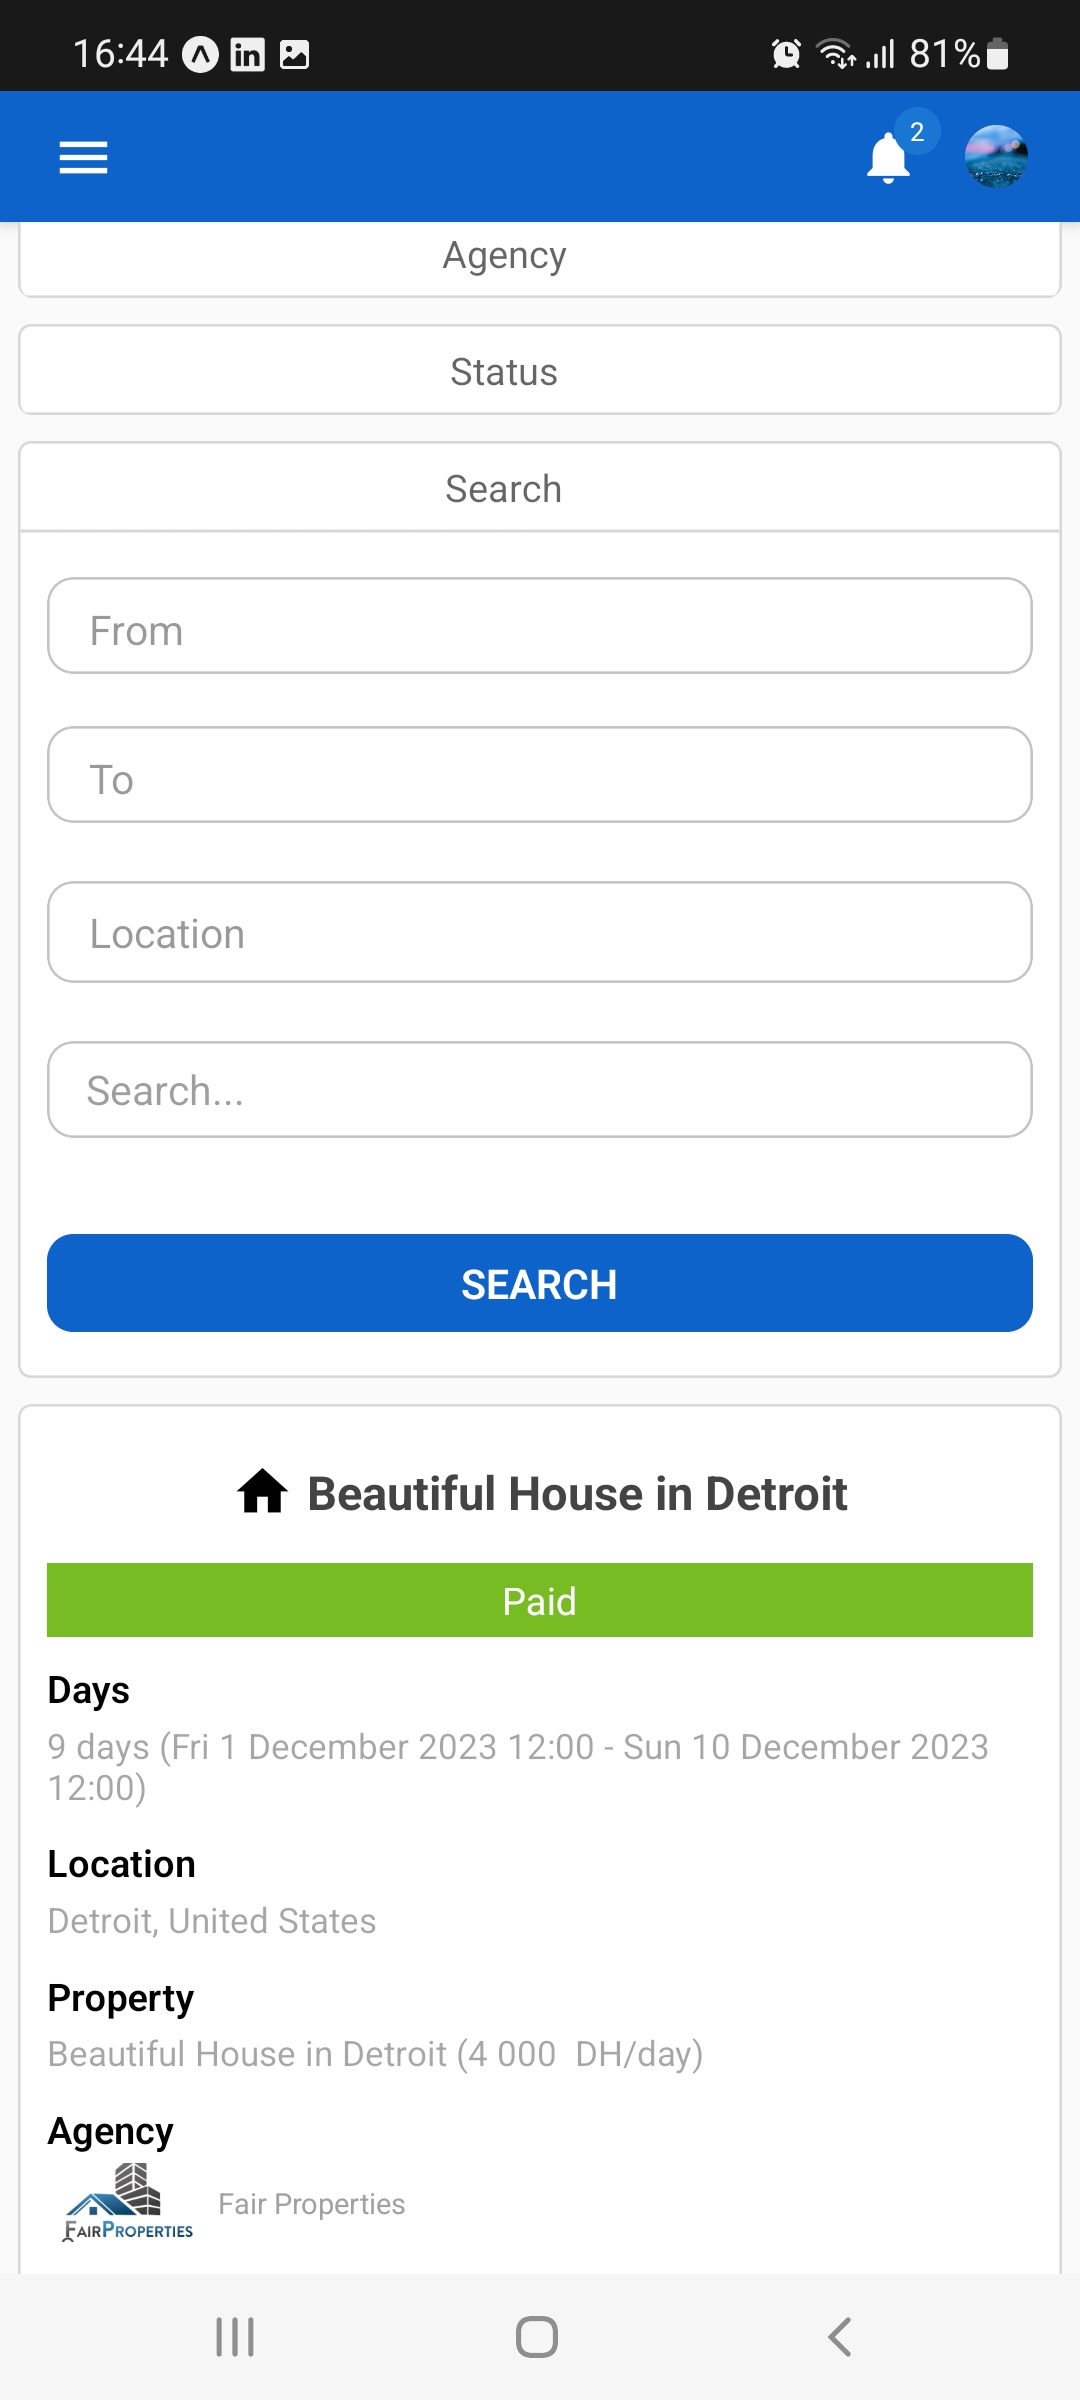 16:44 in 81%
2
Agency
Status
Search
From
To
Location
Search...
SEARCH
Beautiful House in Detroit
Paid
Days
9 days (Fri 1 December 2023 12:00 - Sun 10 December 2023
12:00)
Location
Detroit, United States
Property
Beautiful House in Detroit (4 000  DH/day)
Agency
FAIRPROPERTIES
Fair Properties